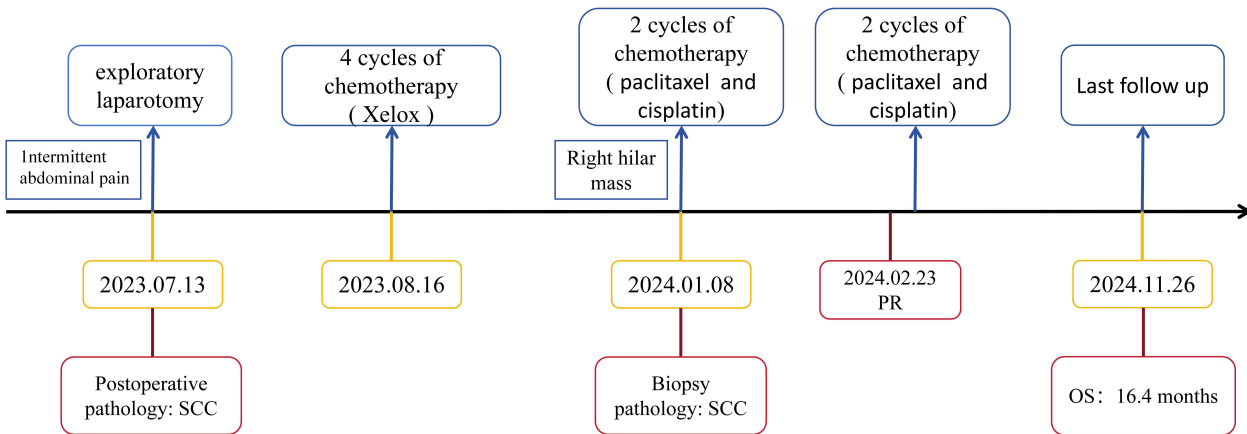 exploratory
laparotomy
4 cycles of
chemotherapy
( Xelox )
2 cycles of
chemotherapy
( paclitaxel and
cisplatin)
2 cycles of
chemotherapy
( paclitaxel and
cisplatin)
Last follow up
Intermittent
abdominal pain
Right hilar
mass
2023.07.13
2023.08.16
2024.01.08
2024.02.23
PR
2024.11.26
Postoperative
pathology: SCC
Biopsy
pathology: SCC
OS：16.4 months